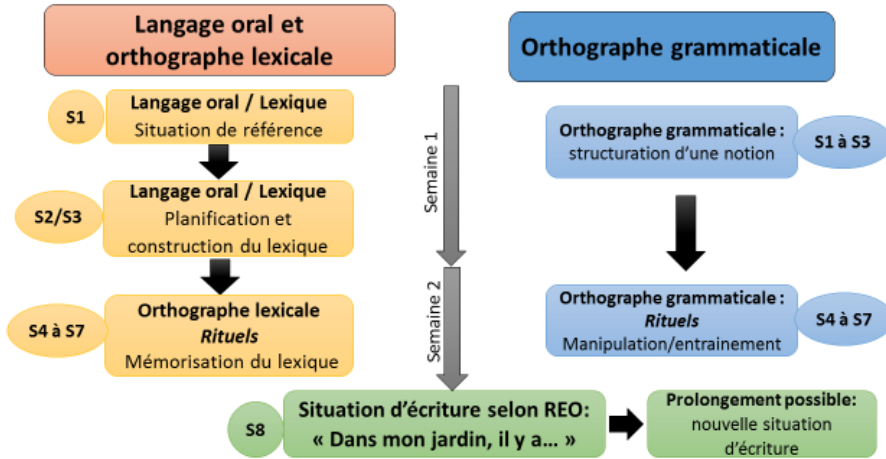 Langage oral et
orthographe lexicale
Orthographe grammaticale
S1
Langage oral / Lexique
Situation de référence
S2/S3
Langage oral / Lexique
Planification et
construction du lexique
S4 à S7
Orthographe lexicale
Rituels
Mémorisation du lexique
Semaine 1
Semaine 2
Orthographe grammaticale :
structuration d'une notion
S1 à S3
Orthographe grammaticale :
Rituels
Manipulation/entrainement
S4 à S7
S8
Situation d'écriture selon REO:
« Dans mon jardin, il y a... »
Prolongement possible:
nouvelle situation
d'écriture